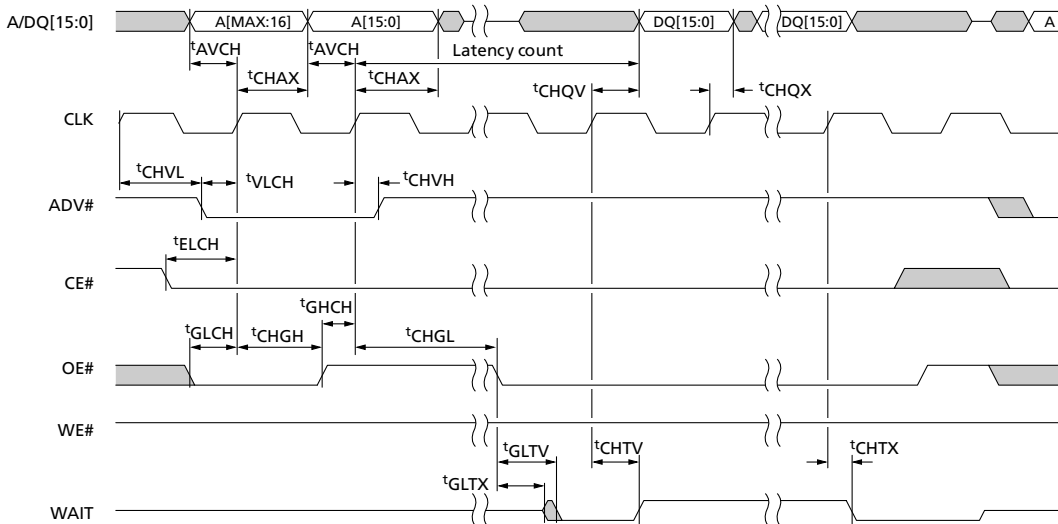 A/DQ[15:0] A[MAX:16] A[15:0] DQ[15:0] DQ[15:0] A
tAVCH tAVCH Latency count
tCHAX tCHAX tCHQV tCHQX
CLK
tCHVL tVLCH tCHVH
ADV#
tELCH
CE#
tGHCH
tGLCH tCHGH tCHGL
OE#
WE#
tGLTV tCHTV tCHTX
tGLTX
WAIT